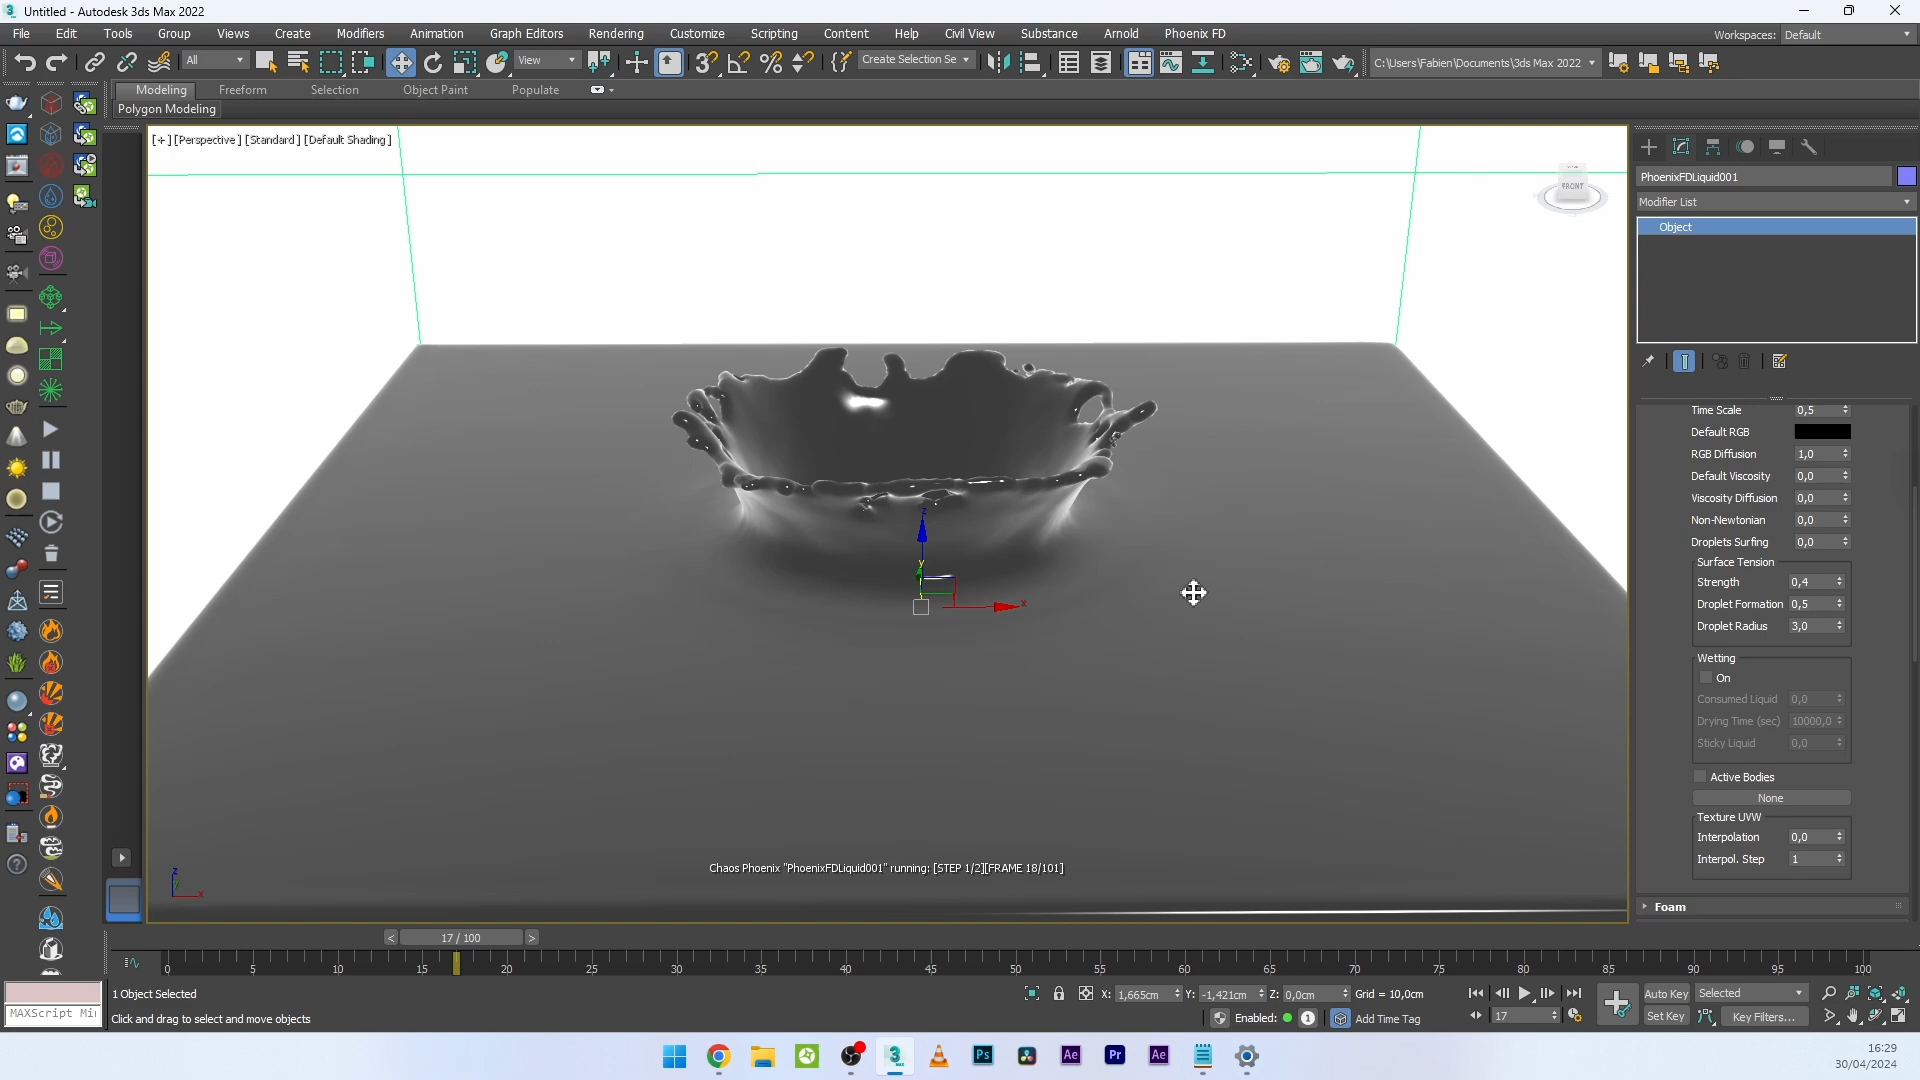 Untitled - Autodesk 3ds Max 2022
File Edit Tools Group Views Create Modifiers Animation Graph Editors Rendering Customize Scripting Content Help Civil View Substance Arnold Phoenix FD
Workspaces: Default
All View Create Selection Se C:\Users\Fabien\Documents\3ds Max 2022
Modeling Freeform Selection Object Paint Populate
Polygon Modeling
[+] [Perspective ] [Standard ] [Default Shading ]
FRONT
PhoenixFDLiquid001
Modifier List
Object
Time Scale 0,5
Default RGB
RGB Diffusion 1,0
Default Viscosity 0,0
Viscosity Diffusion 0,0
Non-Newtonian 0,0
Droplets Surfing 0,0
Surface Tension
Strength 0,4
Droplet Formation 0,5
Droplet Radius 3,0
Wetting
On
Consumed Liquid 0,0
Drying Time (sec) 10000,0
Sticky Liquid 0,0
Active Bodies
None
Texture UVW
Interpolation 0,0
Interpol. Step 1
Foam
z
y
x
z
x
Chaos Phoenix "PhoenixFDLiquid001" running: [STEP 1/2][FRAME 18/101]
< 17 / 100 >
0 5 10 15 20 25 30 35 40 45 50 55 60 65 70 75 80 85 90 95 100
1 Object Selected
X: 1,665cm Y: -1,421cm Z: 0,0cm Grid = 10,0cm
Auto Key Selected
MAXScript Mi
Click and drag to select and move objects
Enabled: 1 Add Time Tag
17
Set Key Key Filters...
16:29
30/04/2024